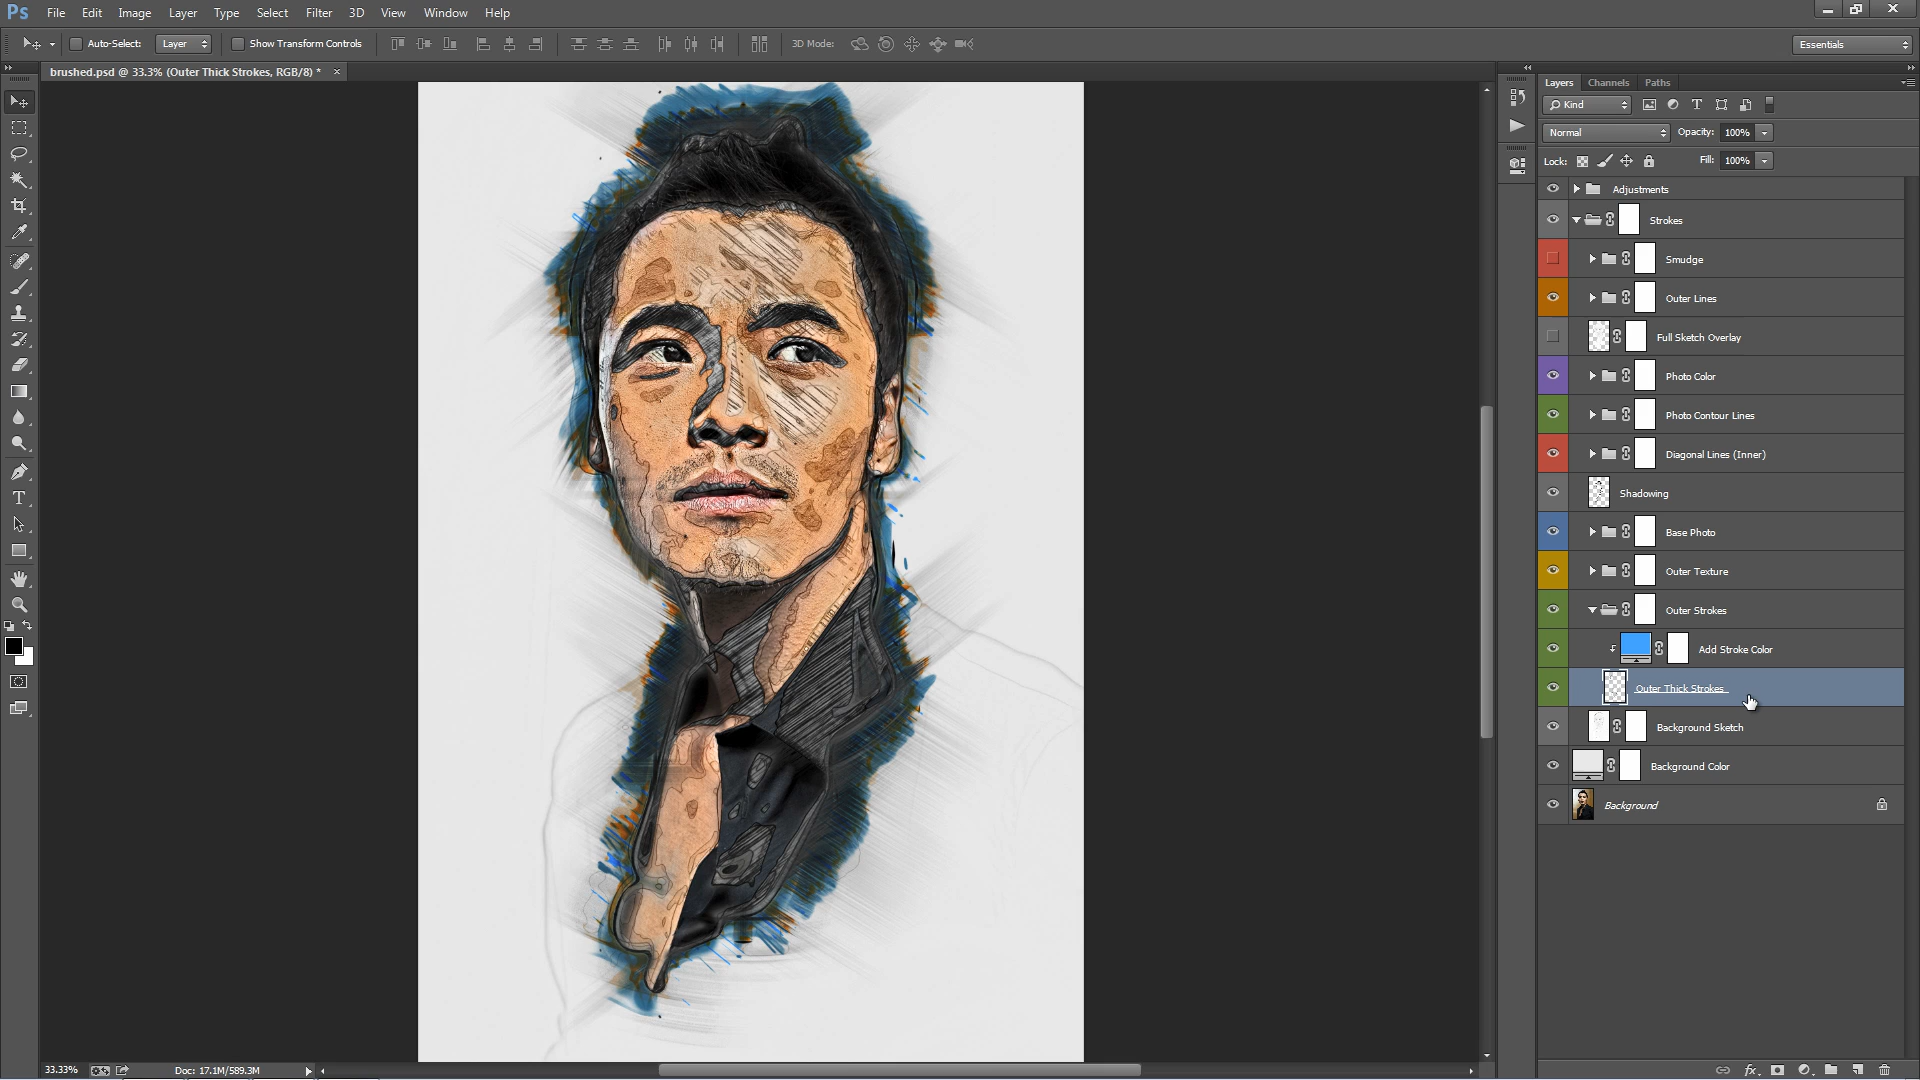 Ps File Edit Image Layer Type Select Filter 3D View Window Help
Auto-Select: Layer Show Transform Controls 3D Mode: Essentials
brushed.psd @ 33.3% (Outer Thick Strokes, RGB/8) * ×
Layers Channels Paths
Kind
Normal Opacity: 100%
Lock: Fill: 100%
Adjustments
Strokes
Smudge
Outer Lines
Full Sketch Overlay
Photo Color
Photo Contour Lines
Diagonal Lines (Inner)
Shadowing
Base Photo
Outer Texture
Outer Strokes
Add Stroke Color
Outer Thick Strokes
Background Sketch
Background Color
Background
33.33% Doc: 17.1M/589.3M
fx